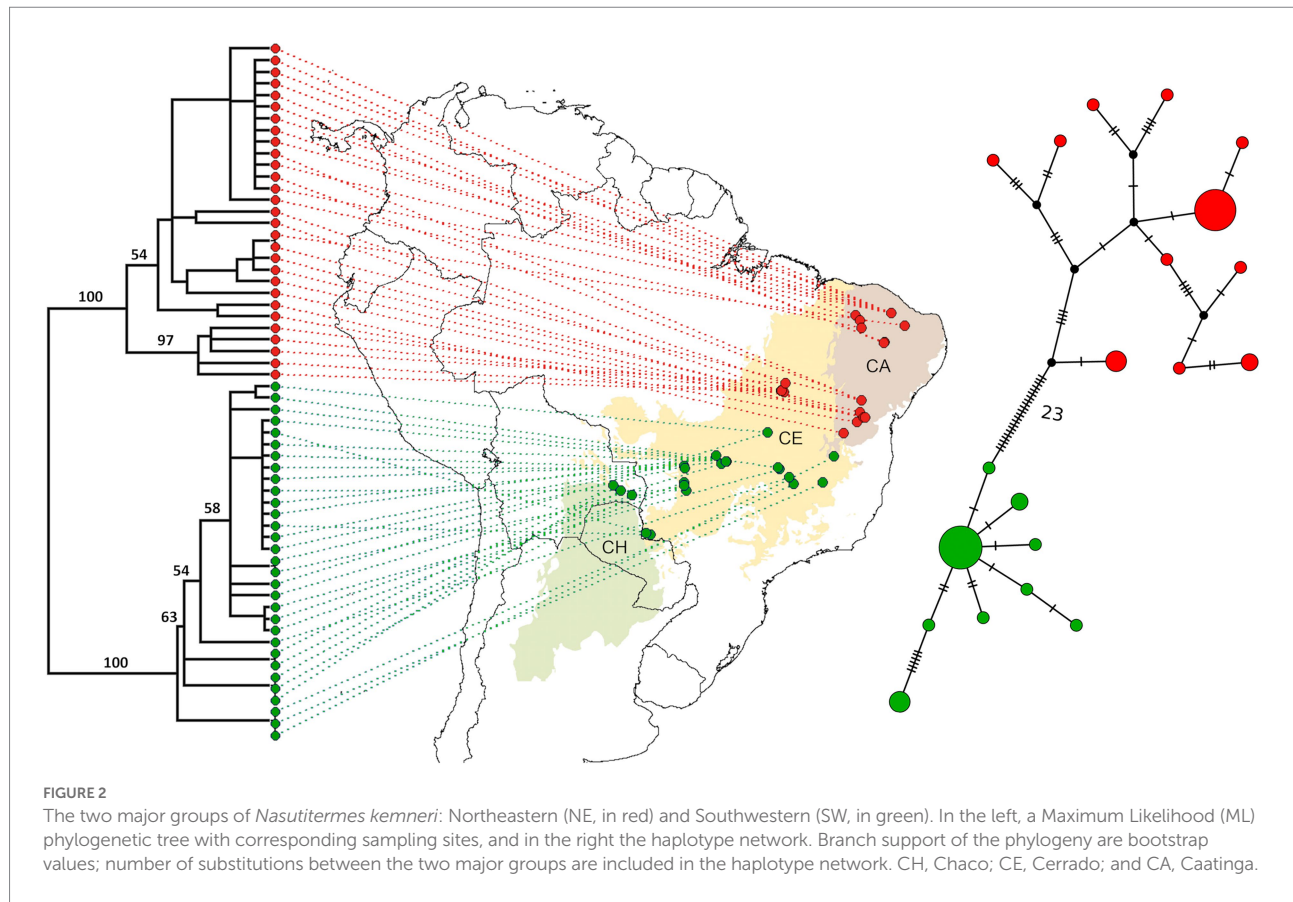 54
100
97
58
54
63
100
CA
CE
CH
23
FIGURE 2
The two major groups of Nasutitermes kemneri: Northeastern (NE, in red) and Southwestern (SW, in green). In the left, a Maximum Likelihood (ML)
phylogenetic tree with corresponding sampling sites, and in the right the haplotype network. Branch support of the phylogeny are bootstrap
values; number of substitutions between the two major groups are included in the haplotype network. CH, Chaco; CE, Cerrado; and CA, Caatinga.